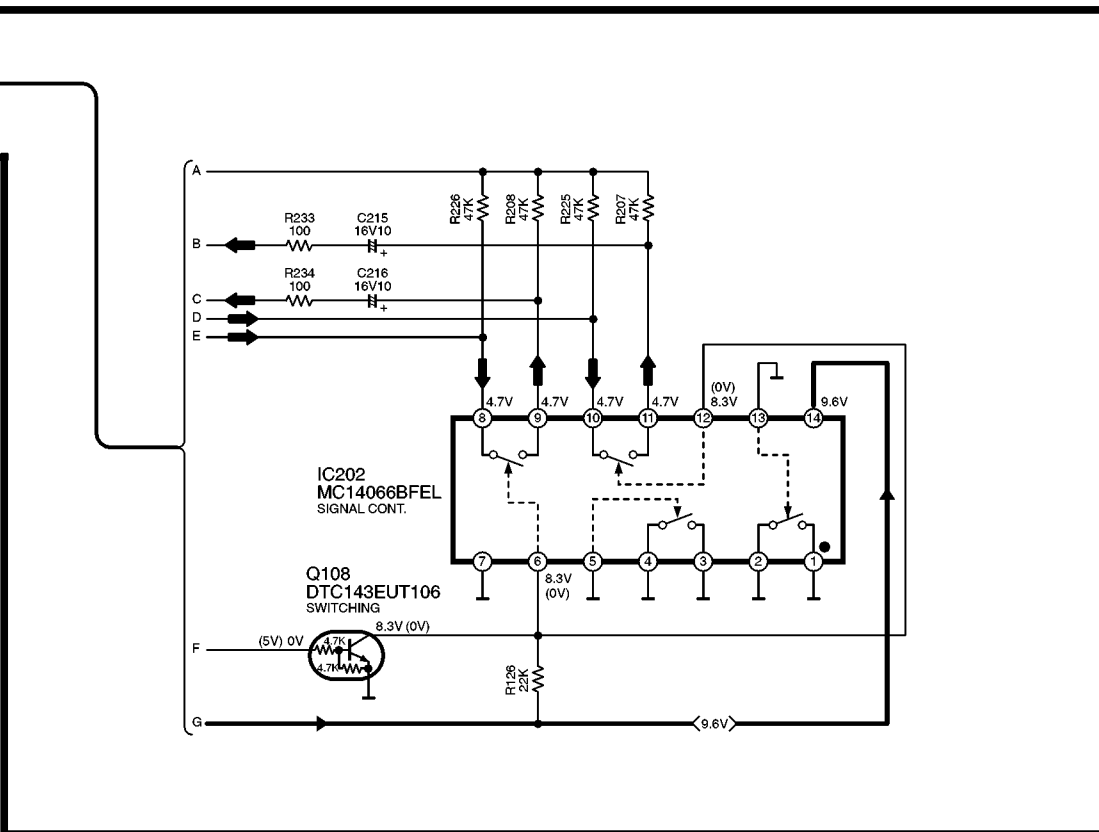 A
R226
47K
R208
47K
R225
47K
R207
47K
R233
100
C215
16V10
+
B
R234
100
C216
16V10
+
C
D
E
4.7V
4.7V
4.7V
4.7V
(0V)
8.3V
9.6V
8
9
10
11
12
13
14
IC202
MC14066BFEL
SIGNAL CONT.
7
6
5
4
3
2
1
8.3V
(0V)
Q108
DTC143EUT106
SWITCHING
8.3V (0V)
F
(5V) 0V
4.7K
4.7K
R126
22K
G
9.6V